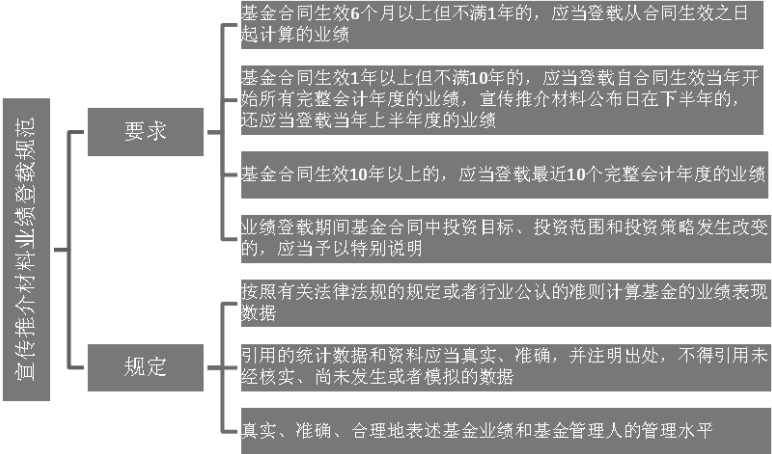 宣传推介材料业绩登载规范
要求
基金合同生效6个月以上但不满1年的，应当登载从合同生效之日
起计算的业绩
基金合同生效1年以上但不满10年的，应当登载自合同生效当年开
始所有完整会计年度的业绩，宣传推介材料公布日在下半年的，
还应当登载当年上半年度的业绩
基金合同生效10年以上的，应当登载最近10个完整会计年度的业绩
业绩登载期间基金合同中投资目标、投资范围和投资策略发生改变
的，应当予以特别说明
规定
按照有关法律法规的规定或者行业公认的准则计算基金的业绩表现
数据
引用的统计数据和资料应当真实、准确，并注明出处，不得引用未
经核实、尚未发生或者模拟的数据
真实、准确、合理地表述基金业绩和基金管理人的管理水平